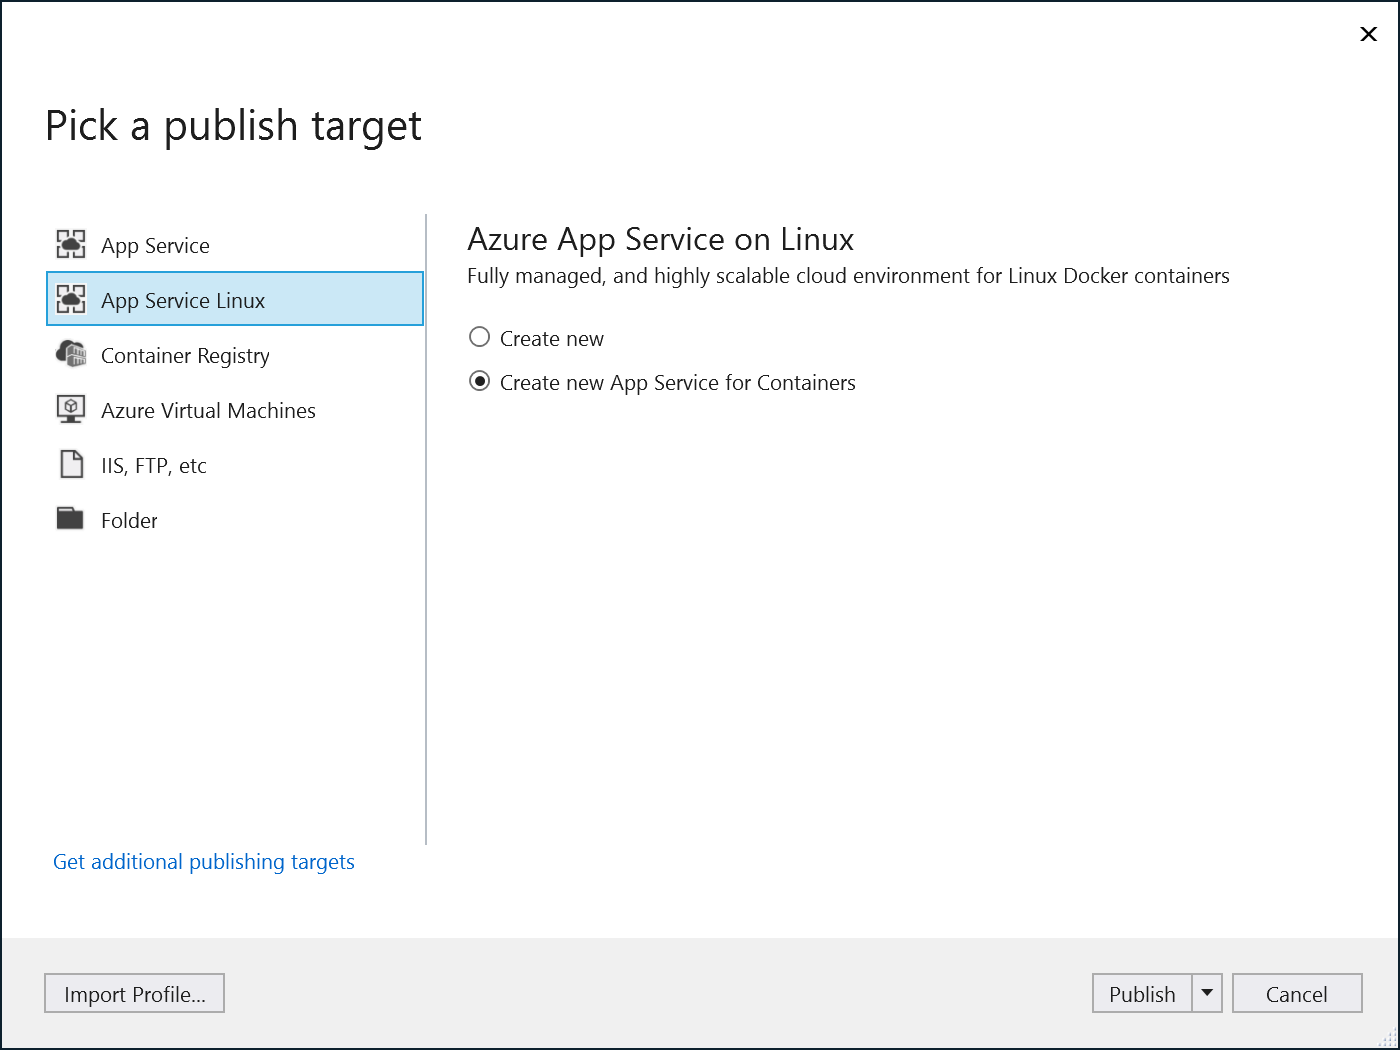 Pick a publish target
App Service
App Service Linux
Container Registry
Azure Virtual Machines
IIS, FTP, etc
Folder
Get additional publishing targets
Azure App Service on Linux
Fully managed, and highly scalable cloud environment for Linux Docker containers
Create new
Create new App Service for Containers
Import Profile...
Publish
Cancel